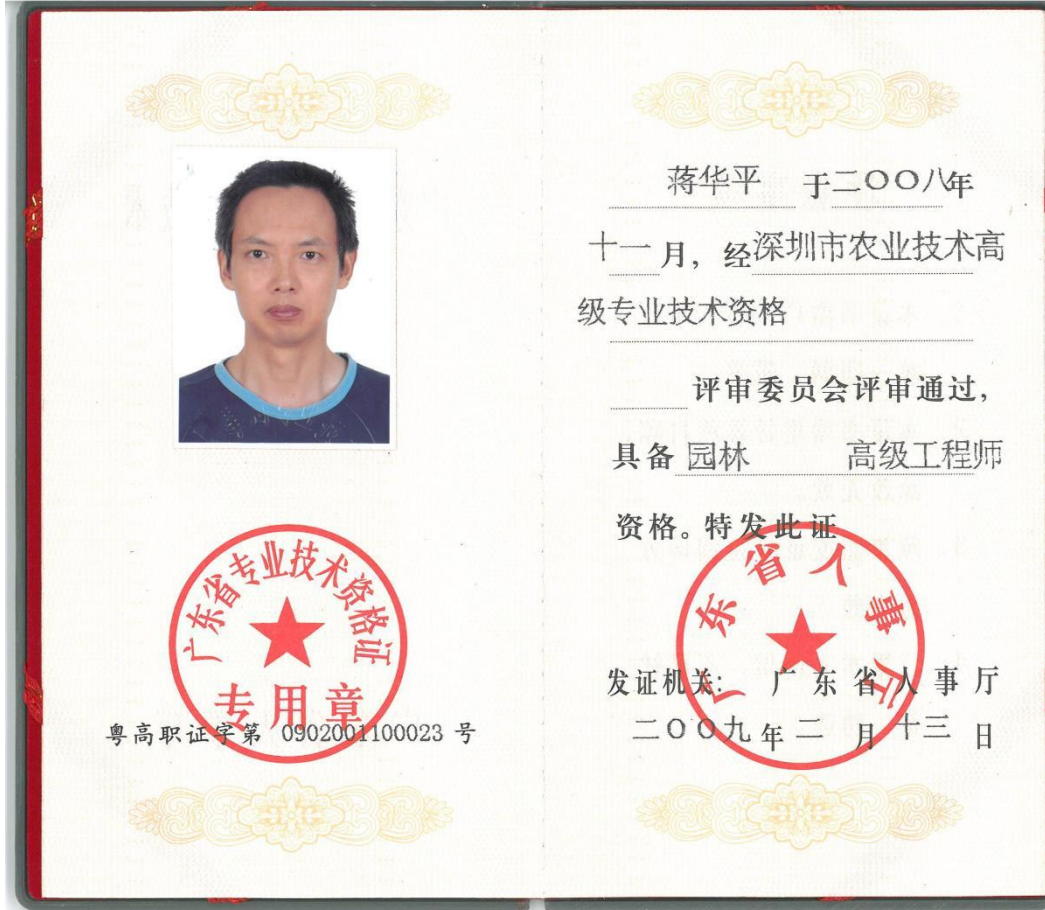 广东省专业技术资格证
专用章
粤高职证字第 0902001100023 号
蒋华平 于二〇〇八年
十一月，经深圳市农业技术高
级专业技术资格
评审委员会评审通过，
具备 园林 高级工程师
资格。特发此证
广东省人事厅
发证机关：广东省人事厅
二〇〇九年二月十三日